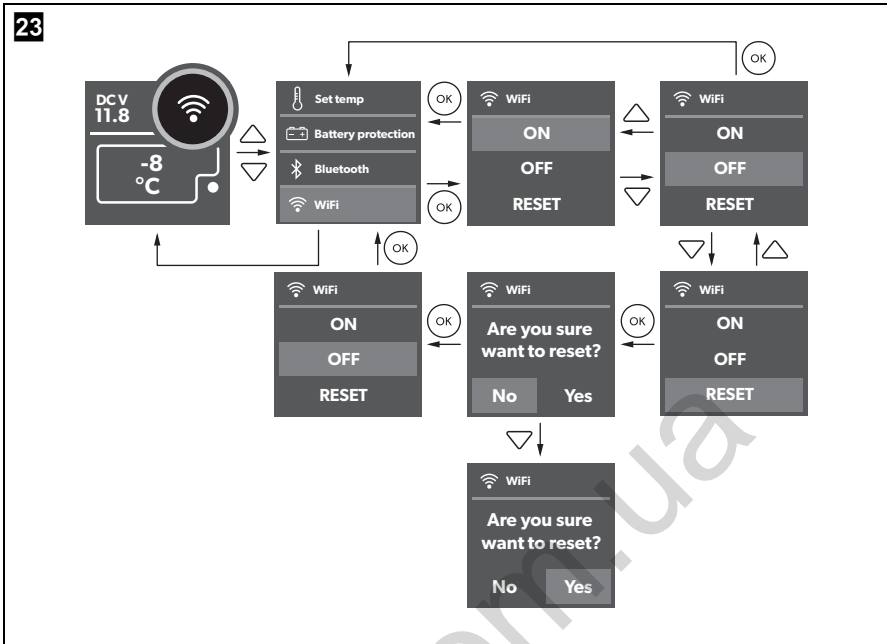 23
OK
DC V
11.8
-8
°C
Set temp
Battery protection
Bluetooth
WiFi
OK
OK
WiFi
ON
OFF
RESET
WiFi
ON
OFF
RESET
OK
WiFi
ON
OFF
RESET
OK
WiFi
Are you sure
want to reset?
No Yes
OK
WiFi
ON
OFF
RESET
WiFi
Are you sure
want to reset?
No Yes
om.ua